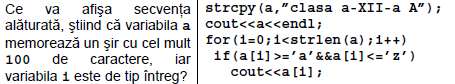 Ce va afişa secvenţa
alăturată, ştiind că variabila a
memorează un şir cu cel mult
100 de caractere, iar
variabila i este de tip întreg?
strcpy(a,"clasa a-XII-a A");
cout<<a<<endl;
for(i=0;i<strlen(a);i++)
if(a[i]>='a'&&a[i]<='z')
cout<<a[i];